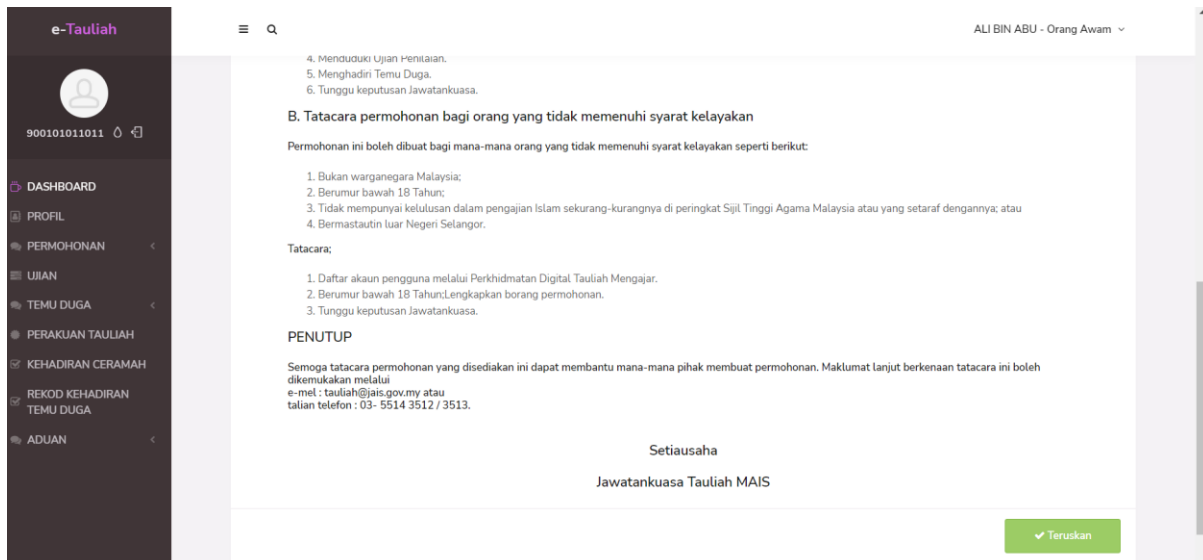 e-Tauliah
ALI BIN ABU - Orang Awam
900101011011
DASHBOARD
PROFIL
PERMOHONAN
UJIAN
TEMU DUGA
PERAKUAN TAULIAH
KEHADIRAN CERAMAH
REKOD KEHADIRAN
TEMU DUGA
ADUAN
4. Menduduki Ujian Penilaian.
5. Menghadiri Temu Duga.
6. Tunggu keputusan Jawatankuasa.
B. Tatacara permohonan bagi orang yang tidak memenuhi syarat kelayakan
Permohonan ini boleh dibuat bagi mana-mana orang yang tidak memenuhi syarat kelayakan seperti berikut:
1. Bukan warganegara Malaysia;
2. Berumur bawah 18 Tahun;
3. Tidak mempunyai kelulusan dalam pengajian Islam sekurang-kurangnya di peringkat Sijil Tinggi Agama Malaysia atau yang setaraf dengannya; atau
4. Bermastautin luar Negeri Selangor.
Tatacara;
1. Daftar akaun pengguna melalui Perkhidmatan Digital Tauliah Mengajar.
2. Berumur bawah 18 Tahun;Lengkapkan borang permohonan.
3. Tunggu keputusan Jawatankuasa.
PENUTUP
Semoga tatacara permohonan yang disediakan ini dapat membantu mana-mana pihak membuat permohonan. Maklumat lanjut berkenaan tatacara ini boleh
dikemukakan melalui
e-mel : tauliah@jais.gov.my atau
talian telefon : 03- 5514 3512 / 3513.
Setiausaha
Jawatankuasa Tauliah MAIS
Teruskan